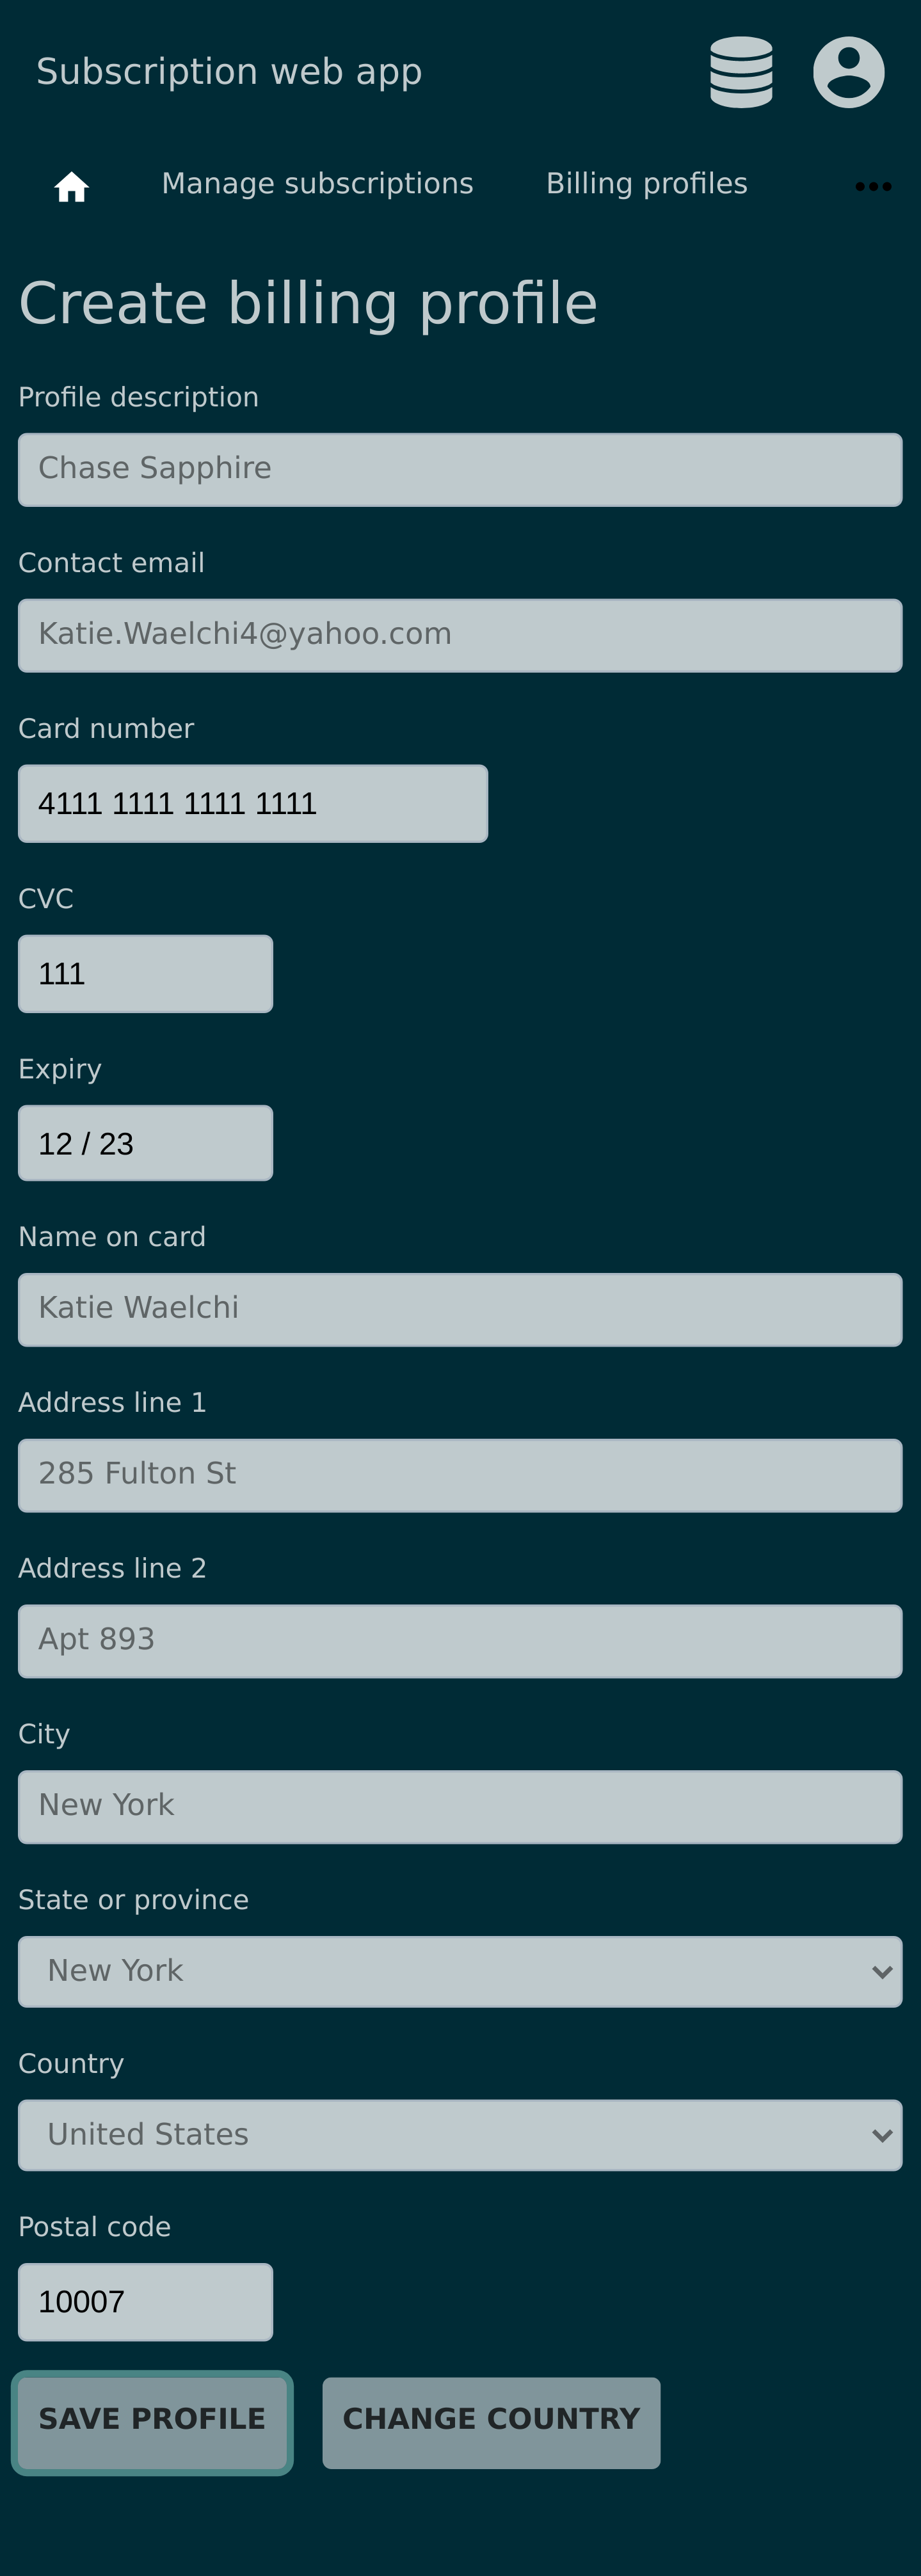 Subscription web app
Manage subscriptions Billing profiles
Create billing profile
Profile description
Chase Sapphire
Contact email
Katie.Waelchi4@yahoo.com
Card number
4111 1111 1111 1111
CVC
111
Expiry
12 / 23
Name on card
Katie Waelchi
Address line 1
285 Fulton St
Address line 2
Apt 893
City
New York
State or province
New York
Country
United States
Postal code
10007
SAVE PROFILE CHANGE COUNTRY